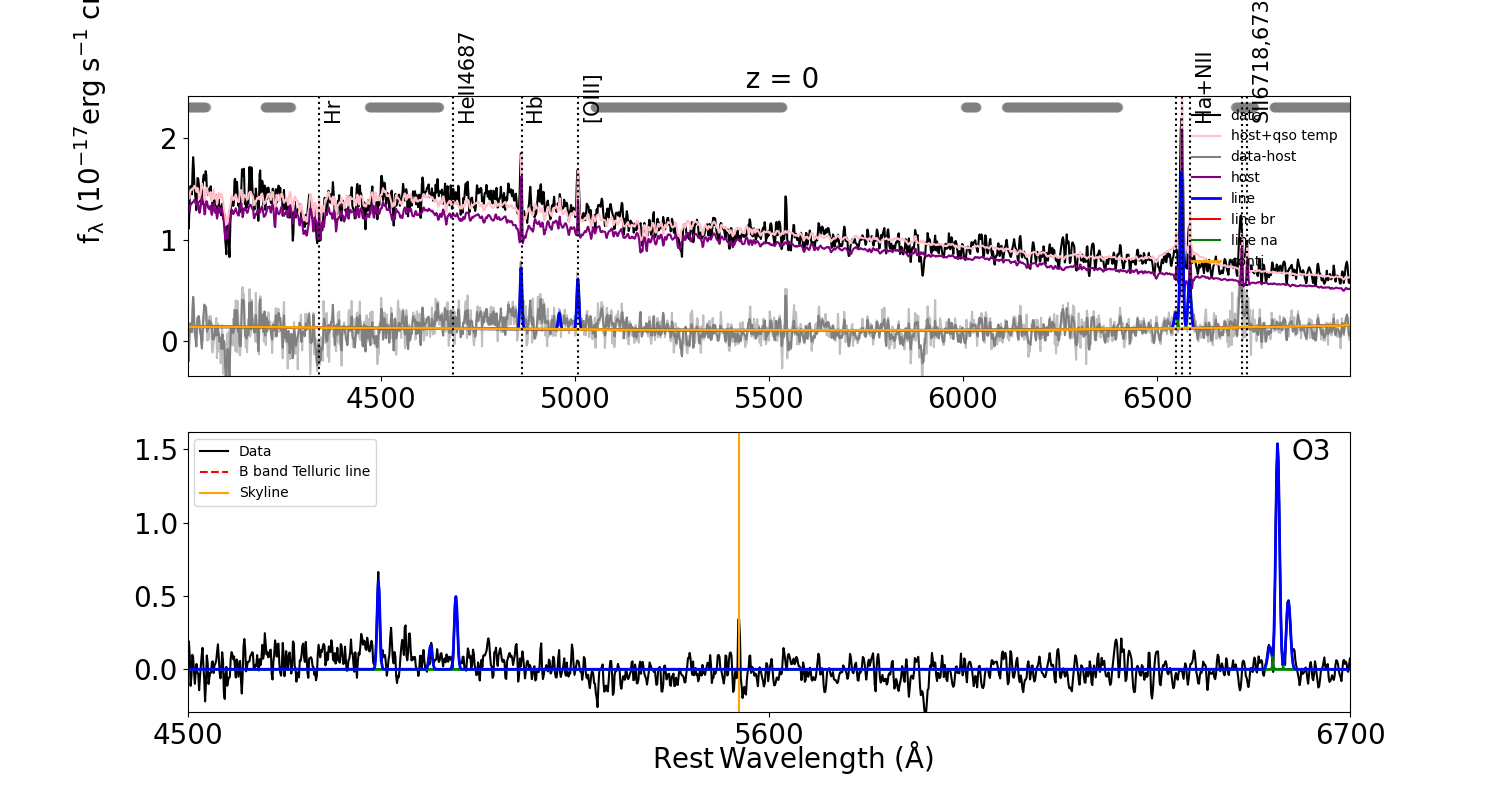 z = 0
f_λ (10^−17 erg s^−1
Hr
HeII4687
Hb
[OIII]
Ha+NII
SII6718,673
data
host+qso temp
data-host
host
line
line br
line na
conti
2
1
0
4500 5000 5500 6000 6500
O3
Data
B band Telluric line
Skyline
1.5
1.0
0.5
0.0
4500 5600 6700
Rest Wavelength (Å)